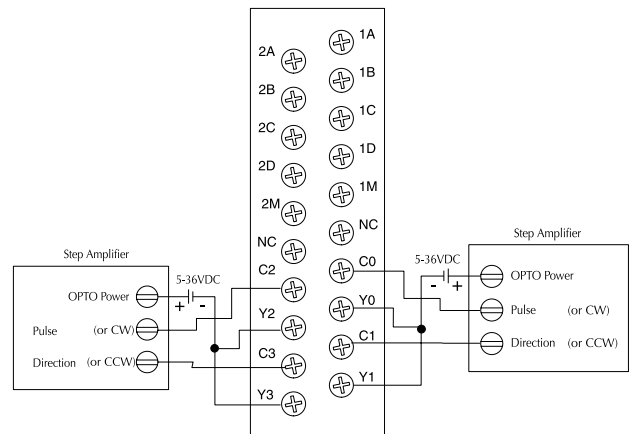 1A
2A
1B
2B
1C
2C
1D
2D
1M
2M
NC
NC
C0
C2
Y0
Y2
C1
C3
Y1
Y3
Step Amplifier
5-36VDC
OPTO Power
+ -
Pulse (or CW)
Direction (or CCW)
Step Amplifier
5-36VDC
OPTO Power
- +
Pulse (or CW)
Direction (or CCW)